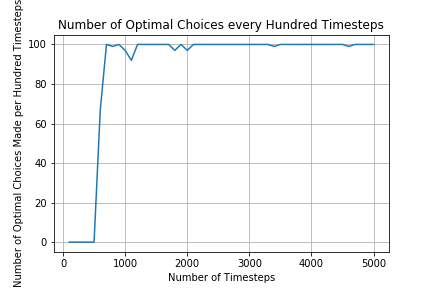 Number of Optimal Choices every Hundred Timesteps
Number of Optimal Choices Made per Hundred Timesteps
100
80
60
40
20
0
0 1000 2000 3000 4000 5000
Number of Timesteps